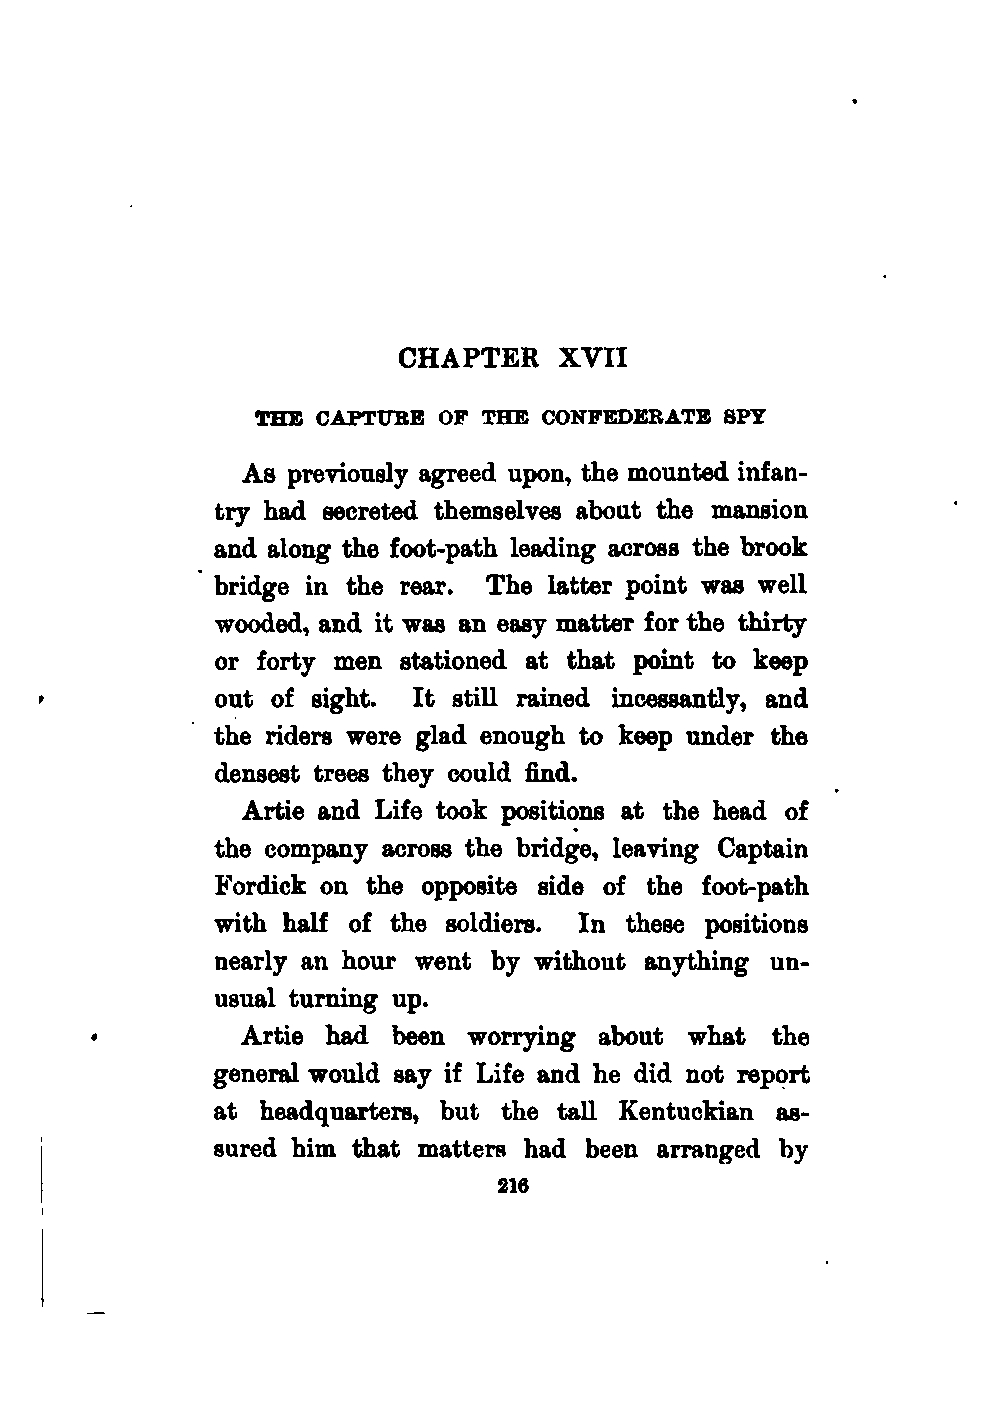 CHAPTER XVII
THE CAPTURE OF THE CONFEDERATE SPY
As previously agreed upon, the mounted infan-
try had secreted themselves about the mansion
and along the foot-path leading across the brook
bridge in the rear. The latter point was well
wooded, and it was an easy matter for the thirty
or forty men stationed at that point to keep
out of sight. It still rained incessantly, and
the riders were glad enough to keep under the
densest trees they could find.
Artie and Life took positions at the head of
the company across the bridge, leaving Captain
Fordick on the opposite side of the foot-path
with half of the soldiers. In these positions
nearly an hour went by without anything un-
usual turning up.
Artie had been worrying about what the
general would say if Life and he did not report
at headquarters, but the tall Kentuckian as-
sured him that matters had been arranged by
216